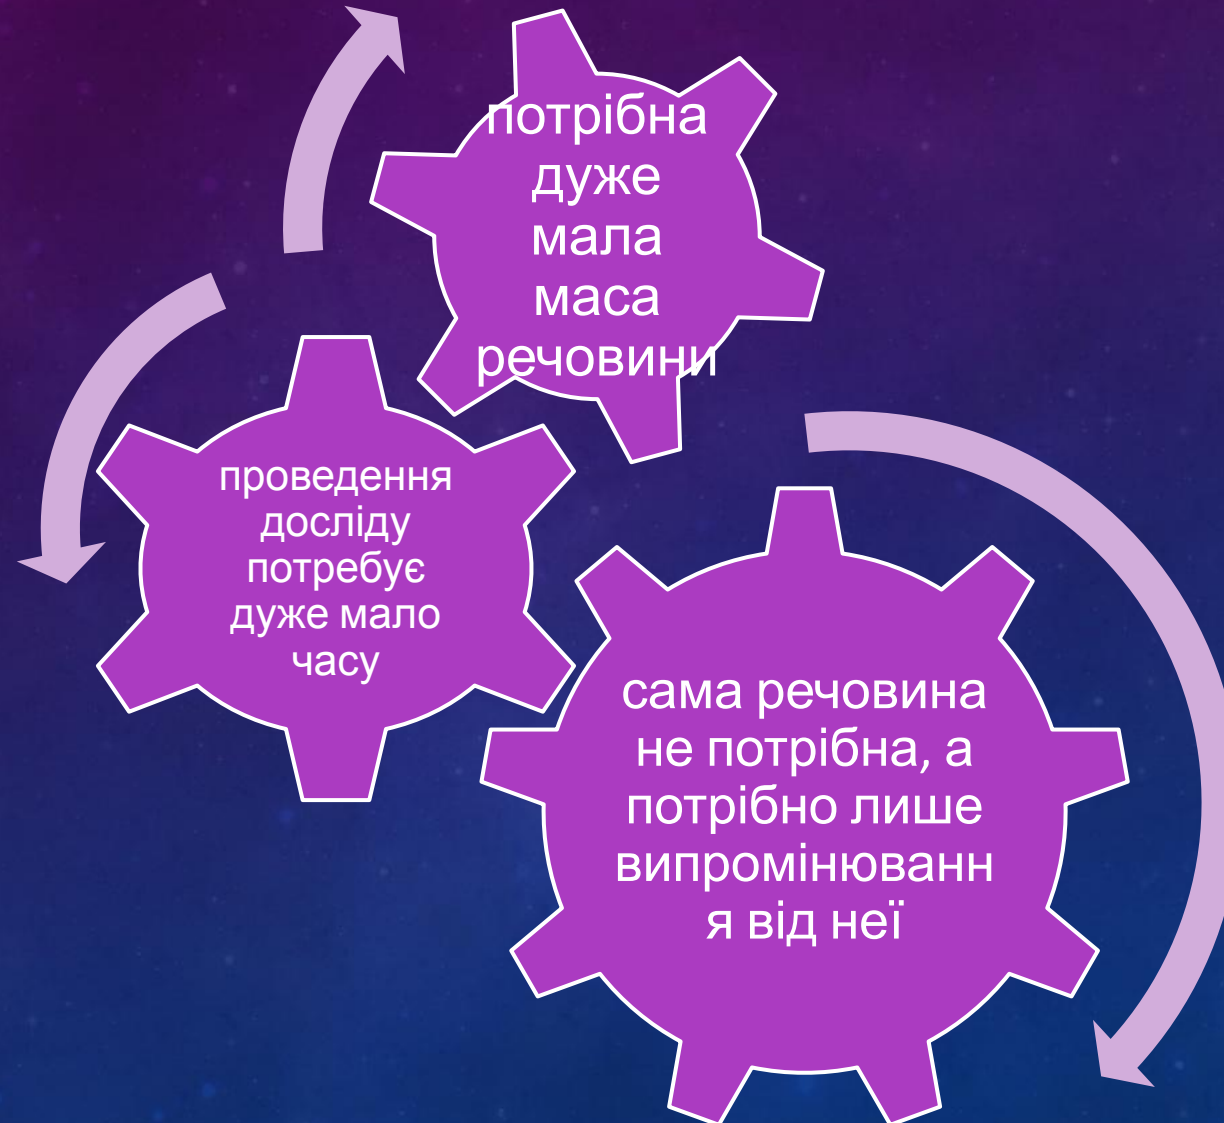 потрібна
дуже
мала
маса
речовини
проведення
досліду
потребує
дуже мало
часу
сама речовина
не потрібна, а
потрібно лише
випромінюванн
я від неї